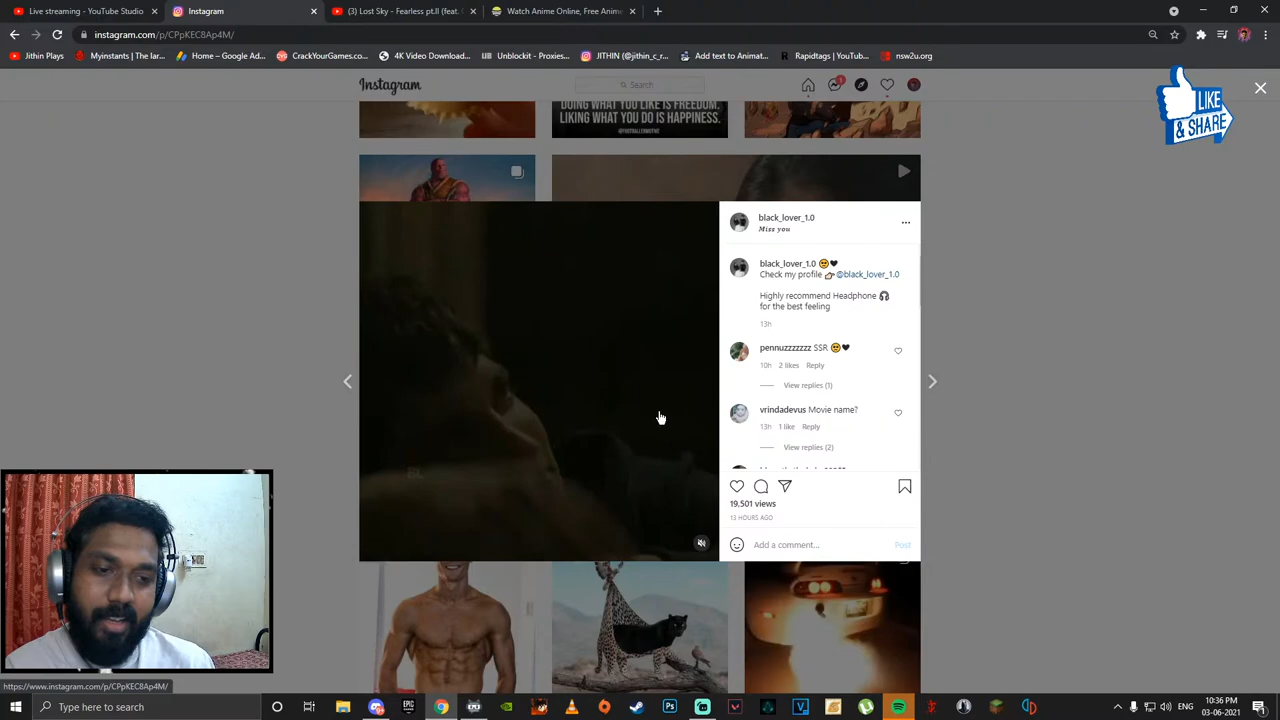 Live streaming - YouTube Studio
Instagram
(3) Lost Sky - Fearless pt.II (feat.
Watch Anime Online, Free Anime
instagram.com/p/CPpKEC8Ap4M/
Jithin Plays
Myinstants | The lar...
Home – Google Ad...
CrackYourGames.c...
4K Video Download...
Unblockit - Proxies...
JITHIN (@jithin_c_r...
Add text to animat...
Rapidtags | YouTub...
nsw2u.org
Instagram
Search
1
LIKE
& SHARE
DOING WHAT YOU LIKE IS FREEDOM.
LIKING WHAT YOU DO IS HAPPINESS.
black_lover_1.0
Miss you
black_lover_1.0 🥺🖤
Check my profile 👉@black_lover_1.0
Highly recommend Headphone 🎧
for the best feeling
13h
pennuzzzzzzz SSR 🥺🖤
10h 2 likes Reply
View replies (1)
vrindadevus Movie name?
13h 1 like Reply
View replies (2)
19,501 views
13 HOURS AGO
Add a comment...
Post
https://www.instagram.com/p/CPpKEC8Ap4M/
Type here to search
ENG
10:36 PM
03-06-2021